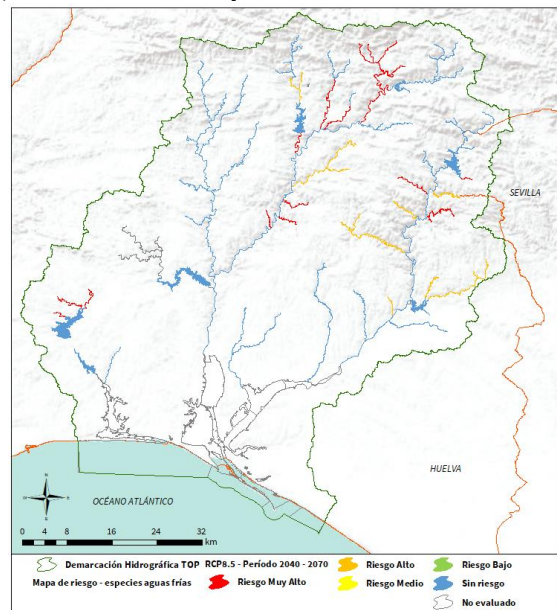 SEVILLA
HUELVA
OCÉANO ATLÁNTICO
N
0 4 8 16 24 32
km
Demarcación Hidrográfica TOP RCP8.5 - Período 2040 - 2070 Riesgo Alto Riesgo Bajo
Mapa de riesgo - especies aguas frías Riesgo Muy Alto Riesgo Medio Sin riesgo
No evaluado